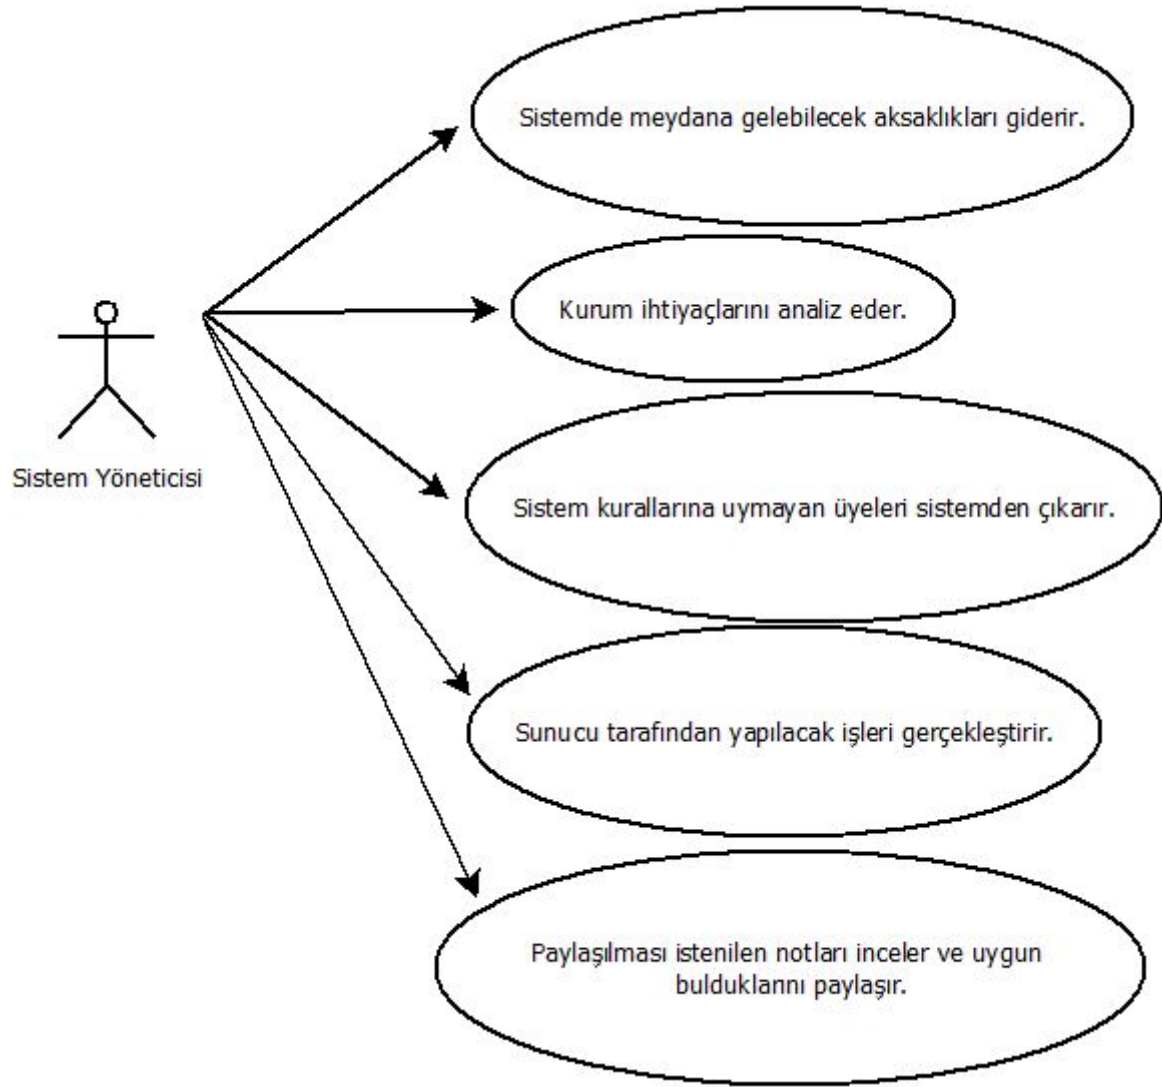 Sistemde meydana gelebilecek aksaklıkları giderir.
Kurum ihtiyaçlarını analiz eder.
Sistem Yöneticisi
Sistem kurallarına uymayan üyeleri sistemden çıkarır.
Sunucu tarafından yapılacak işleri gerçekleştirir.
Paylaşılması istenilen notları inceler ve uygun
bulduklarını paylaşır.